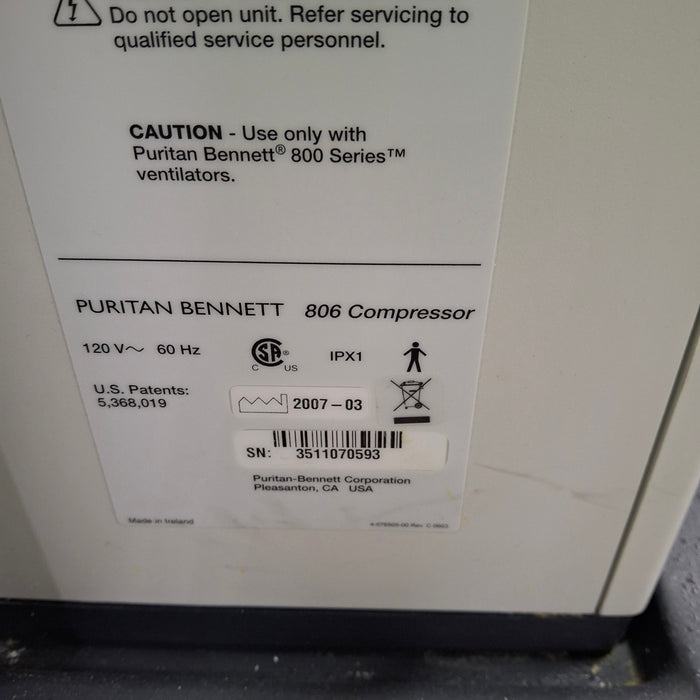 Do not open unit. Refer servicing to
qualified service personnel.
CAUTION - Use only with
Puritan Bennett® 800 Series™
ventilators.
PURITAN BENNETT 806 Compressor
120 V~ 60 Hz
CSA®
C US
IPX1
U.S. Patents:
5,368,019
2007-03
SN: 3511070593
Puritan-Bennett Corporation
Pleasanton, CA USA
Made in Ireland